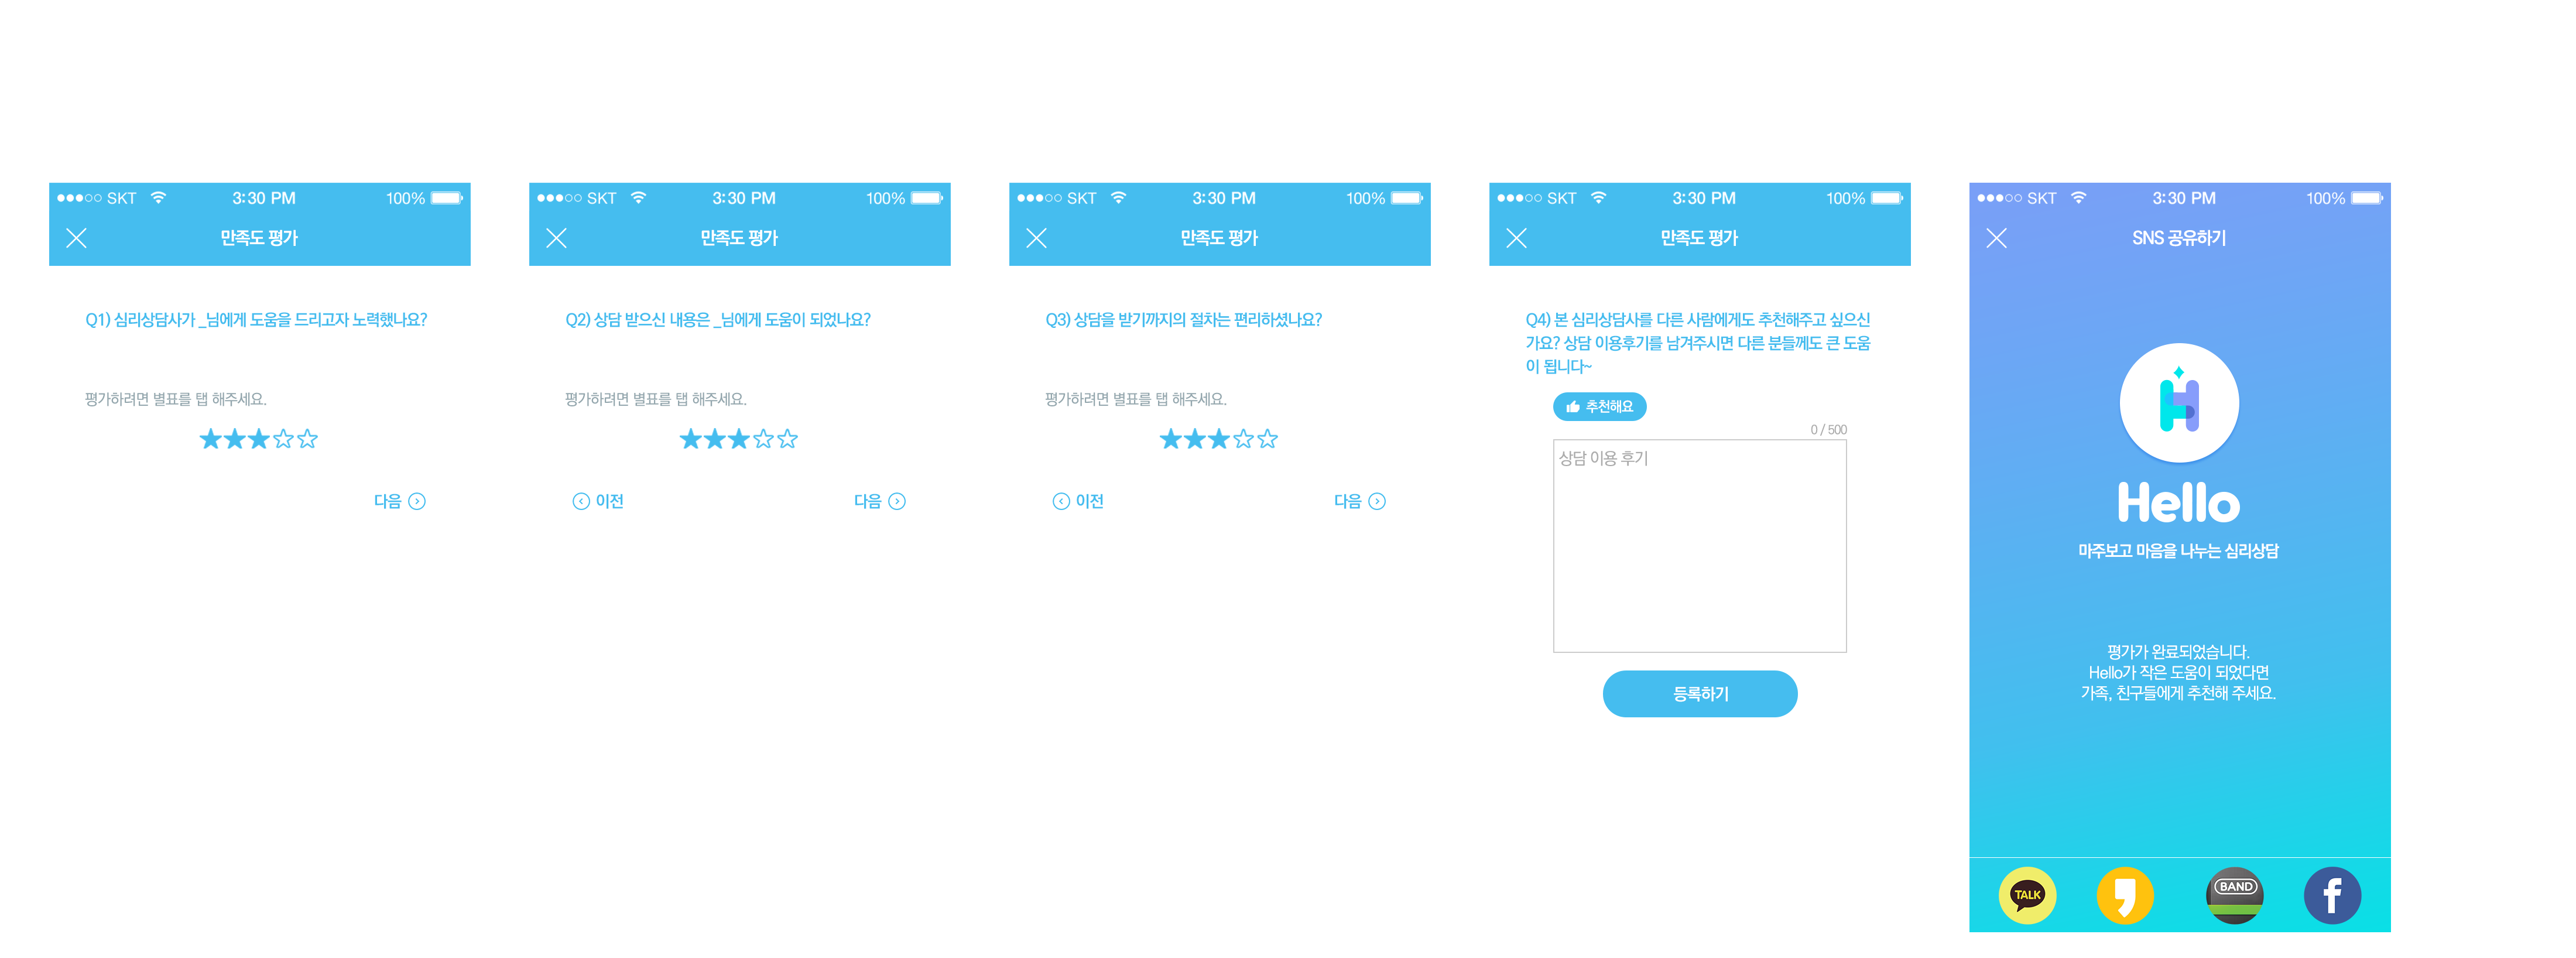 SKT 3:30 PM 100%
만족도 평가
Q1) 심리상담사가 _님에게 도움을 드리고자 노력했나요?
평가하려면 별표를 탭 해주세요.
다음
SKT 3:30 PM 100%
만족도 평가
Q2) 상담 받으신 내용은 _님에게 도움이 되었나요?
평가하려면 별표를 탭 해주세요.
이전 다음
SKT 3:30 PM 100%
만족도 평가
Q3) 상담을 받기까지의 절차는 편리하셨나요?
평가하려면 별표를 탭 해주세요.
이전 다음
SKT 3:30 PM 100%
만족도 평가
Q4) 본 심리상담사를 다른 사람에게도 추천해주고 싶으신
가요? 상담 이용후기를 남겨주시면 다른 분들께도 큰 도움
이 됩니다~
추천해요
0 / 500
상담 이용 후기
등록하기
SKT 3:30 PM 100%
SNS 공유하기
H
Hello
마주보고 마음을 나누는 심리상담
평가가 완료되었습니다.
Hello가 작은 도움이 되었다면
가족, 친구들에게 추천해 주세요.
TALK BAND f